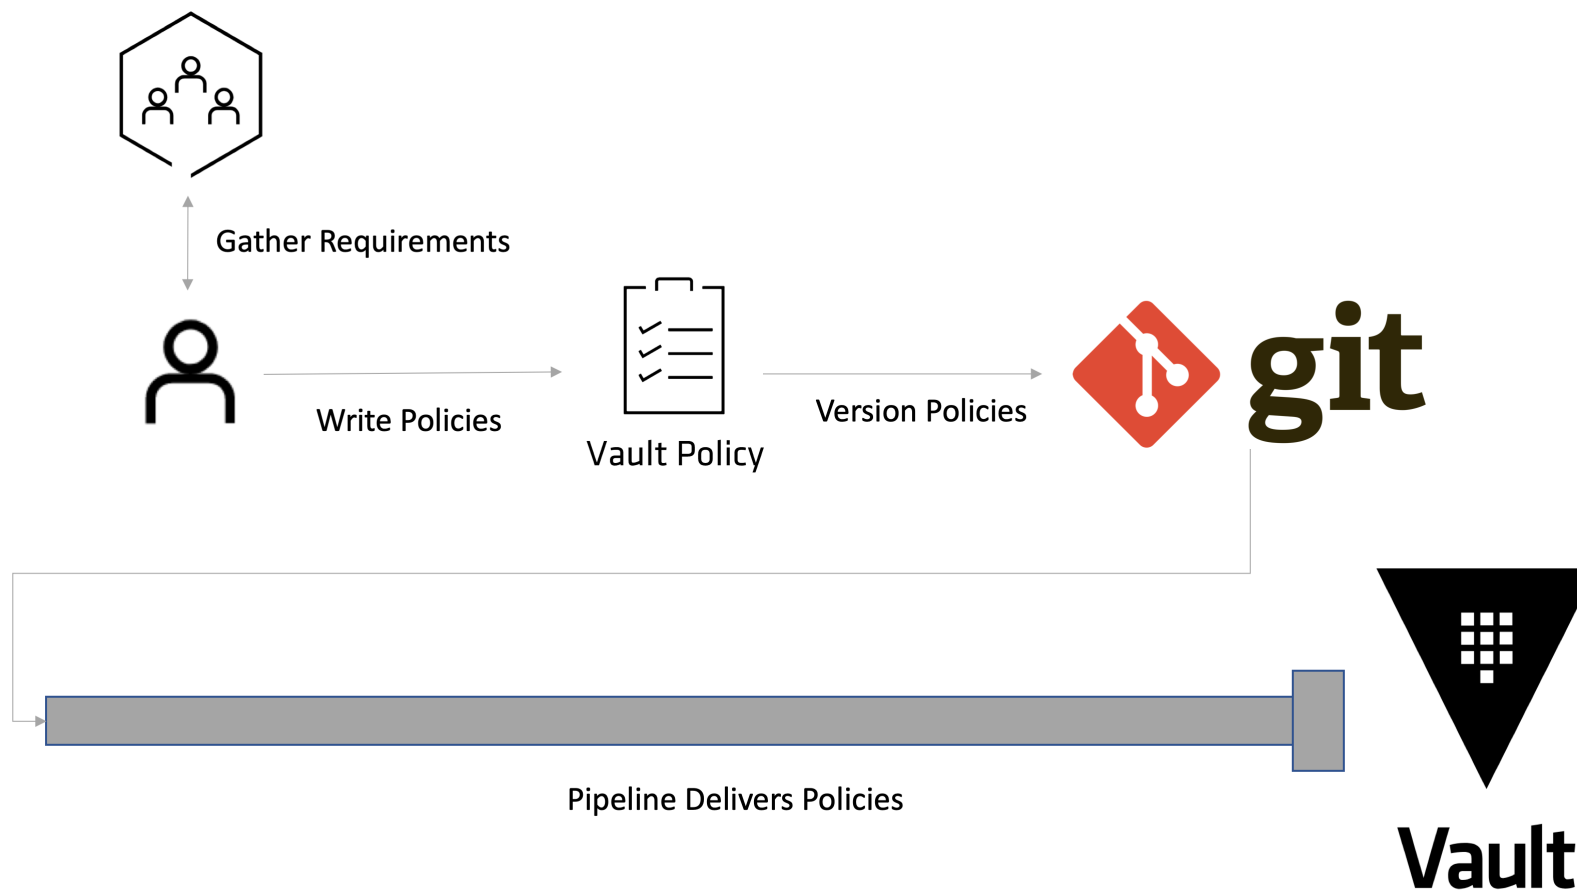 Gather Requirements
Write Policies
Vault Policy
Version Policies
git
Pipeline Delivers Policies
Vault